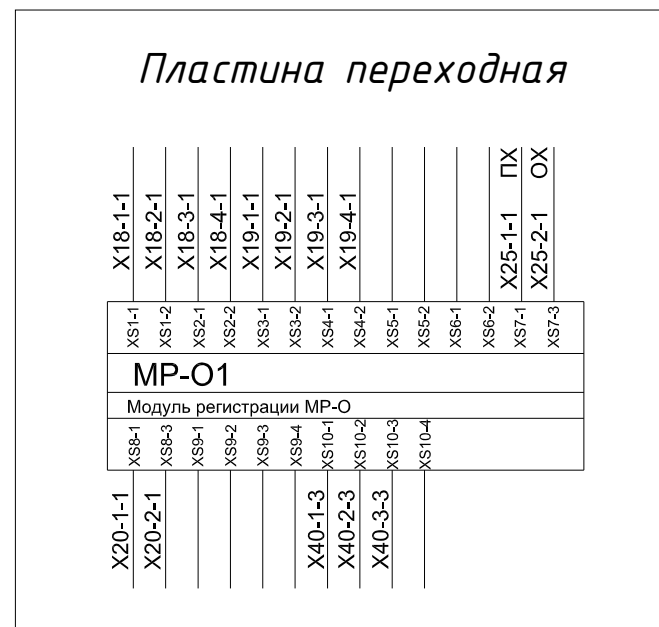 Пластина переходная
X18-1-1
X18-2-1
X18-3-1
X18-4-1
X19-1-1
X19-2-1
X19-3-1
X19-4-1
X25-1-1 ПХ
X25-2-1 ОХ
XS1-1
XS1-2
XS2-1
XS2-2
XS3-1
XS3-2
XS4-1
XS4-2
XS5-1
XS5-2
XS6-1
XS6-2
XS7-1
XS7-3
МР-О1
Модуль регистрации МР-О
XS8-1
XS8-3
XS9-1
XS9-2
XS9-3
XS9-4
XS10-1
XS10-2
XS10-3
XS10-4
X20-1-1
X20-2-1
X40-1-3
X40-2-3
X40-3-3